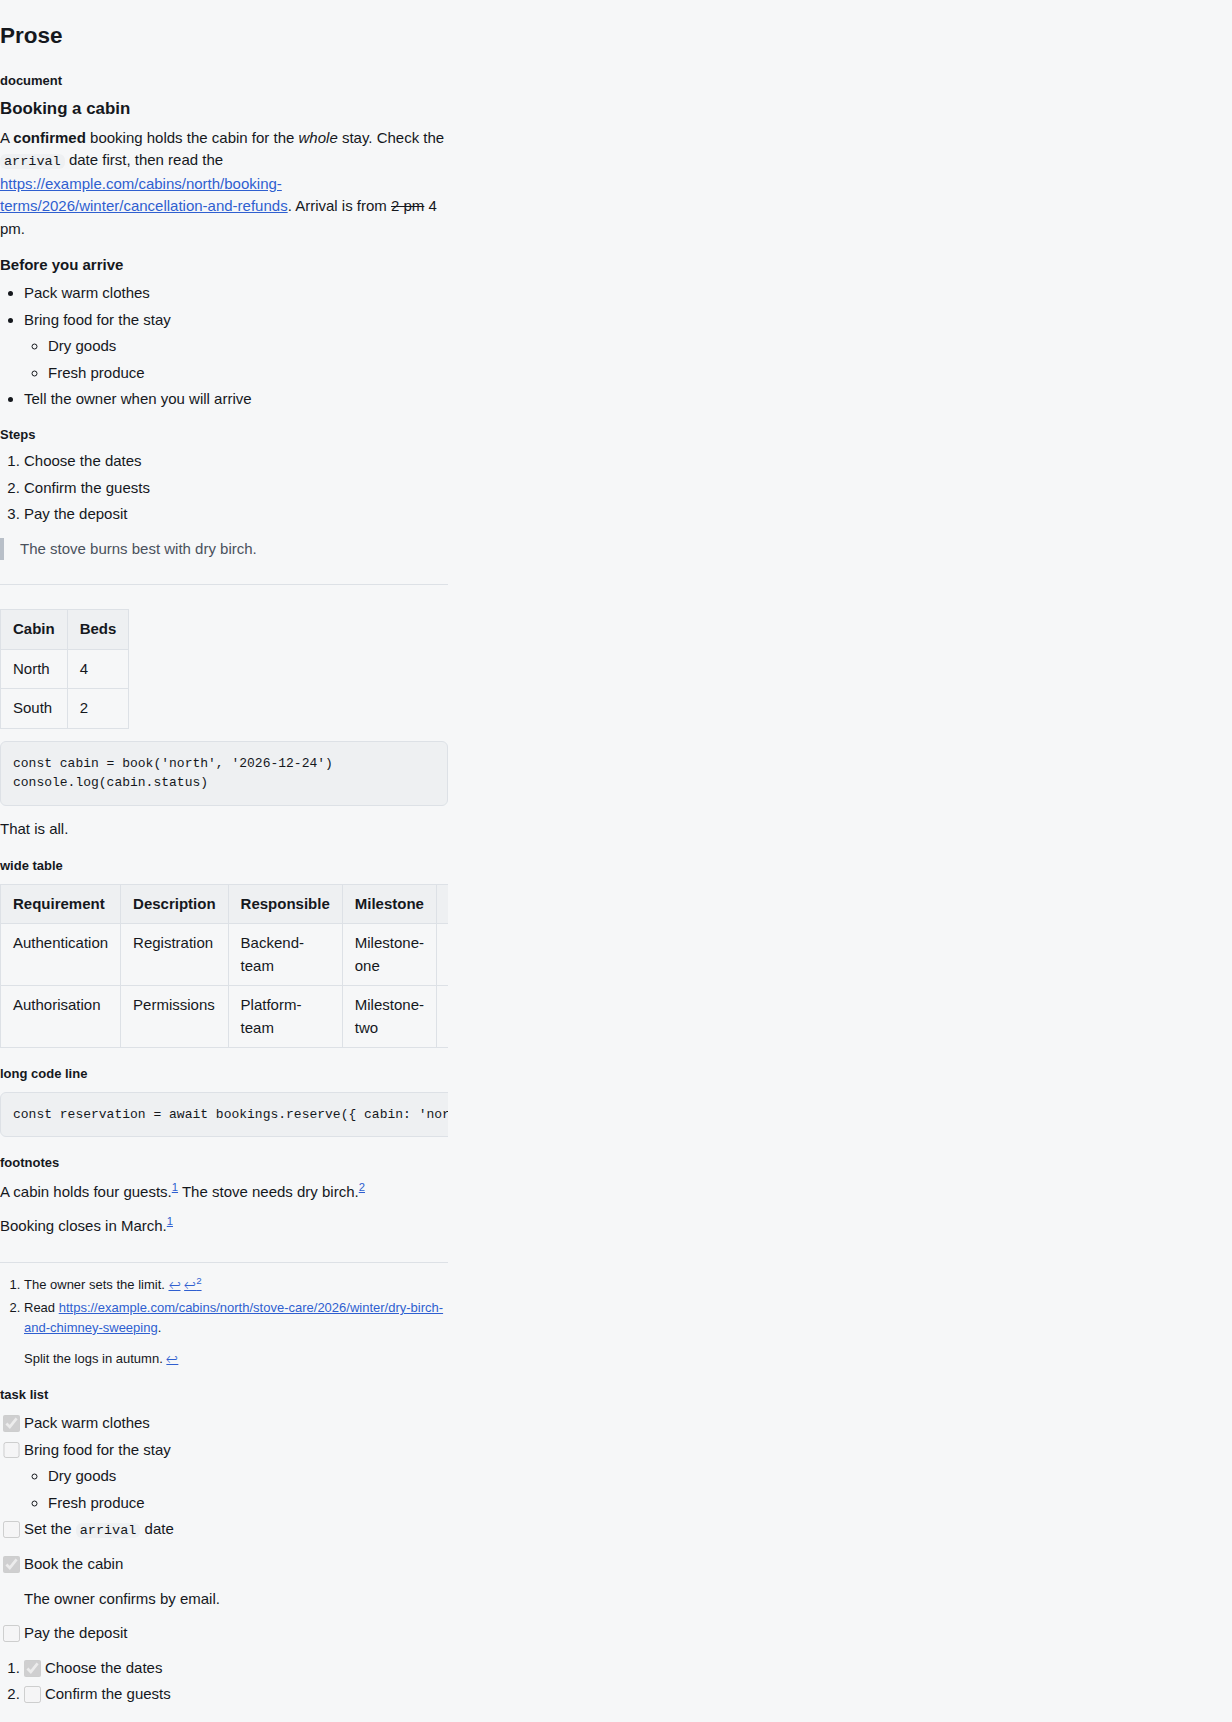 Prose
document
Booking a cabin
A confirmed booking holds the cabin for the whole stay. Check the
arrival date first, then read the
https://example.com/cabins/north/booking-
terms/2026/winter/cancellation-and-refunds. Arrival is from 2 pm 4
pm.
Before you arrive
• Pack warm clothes
• Bring food for the stay
◦ Dry goods
◦ Fresh produce
• Tell the owner when you will arrive
Steps
1. Choose the dates
2. Confirm the guests
3. Pay the deposit
The stove burns best with dry birch.
Cabin Beds
North 4
South 2
const cabin = book('north', '2026-12-24')
console.log(cabin.status)
That is all.
wide table
Requirement Description Responsible Milestone
Authentication Registration Backend- Milestone-
team one
Authorisation Permissions Platform- Milestone-
team two
long code line
const reservation = await bookings.reserve({ cabin: 'nor
footnotes
A cabin holds four guests.1 The stove needs dry birch.2
Booking closes in March.1
1. The owner sets the limit. ↩ ↩2
2. Read https://example.com/cabins/north/stove-care/2026/winter/dry-birch-
and-chimney-sweeping.
Split the logs in autumn. ↩
task list
Pack warm clothes
Bring food for the stay
◦ Dry goods
◦ Fresh produce
Set the arrival date
Book the cabin
The owner confirms by email.
Pay the deposit
1. Choose the dates
2. Confirm the guests